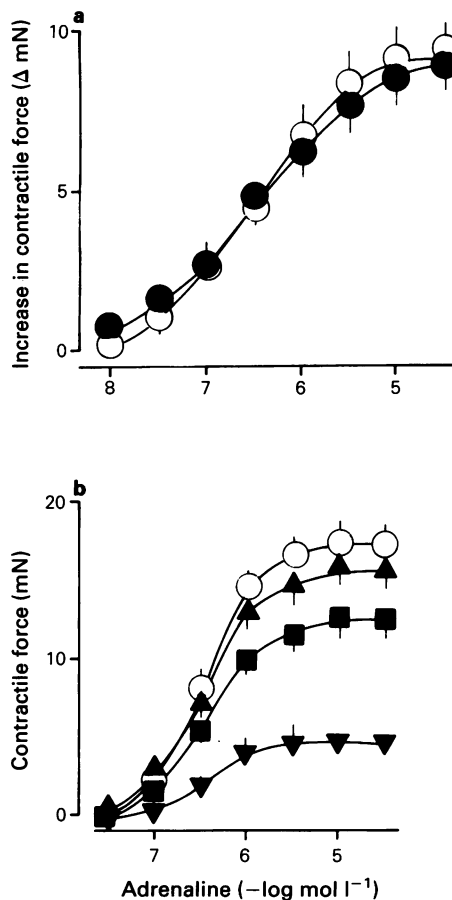 a
Increase in contractile force (Δ mN)
10
5
0
8 7 6 5
b
Contractile force (mN)
20
10
0
7 6 5
Adrenaline (−log mol l⁻¹)